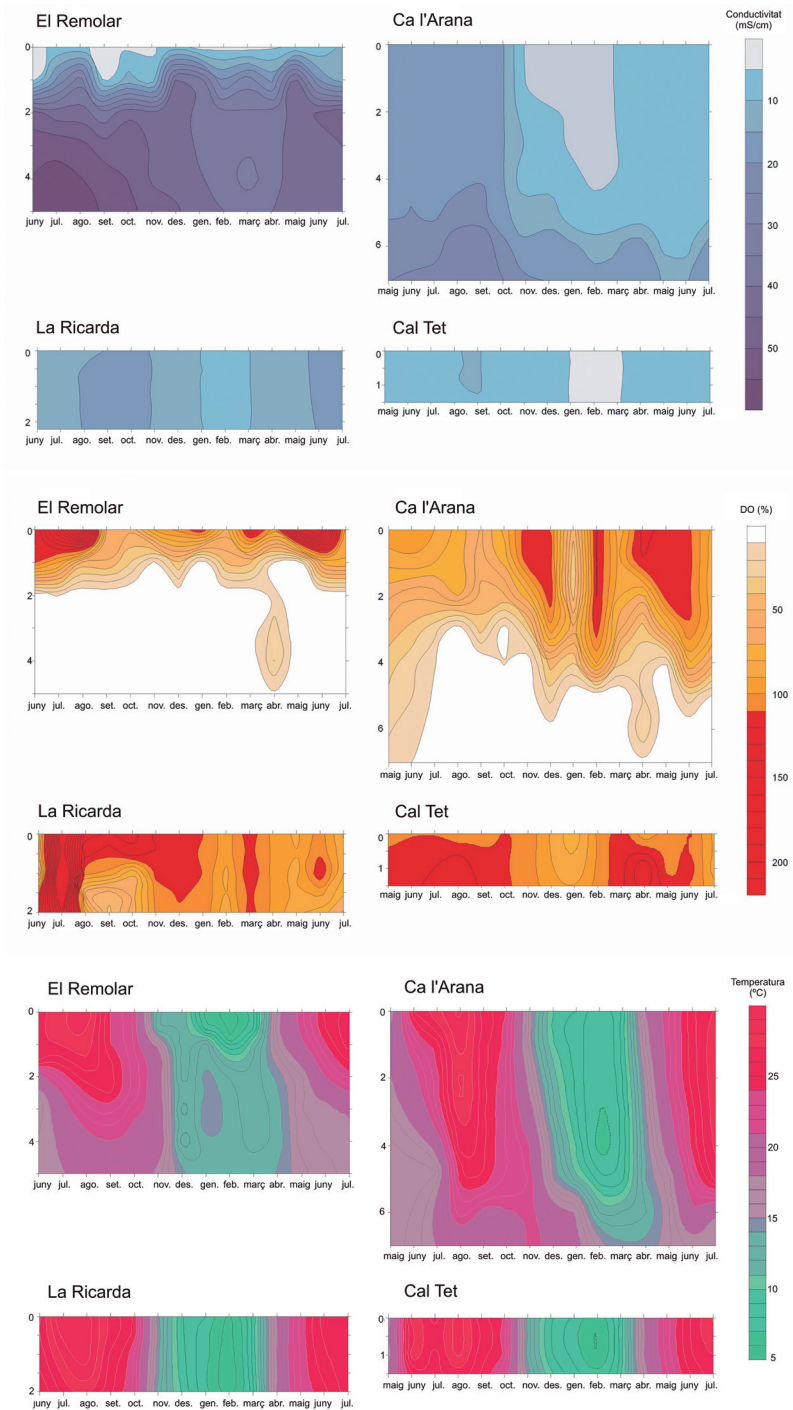 El Remolar
Ca l'Arana
Conductivitat
(mS/cm)
0
2
4
juny jul. ago. set. oct. nov. des. gen. feb. març abr. maig juny jul.
0
2
4
6
maig juny jul. ago. set. oct. nov. des. gen. feb. març abr. maig juny jul.
10
20
30
40
50
La Ricarda
Cal Tet
0
2
juny jul. ago. set. oct. nov. des. gen. feb. març abr. maig juny jul.
0
1
maig juny jul. ago. set. oct. nov. des. gen. feb. març abr. maig juny jul.
El Remolar
Ca l'Arana
DO (%)
0
2
4
juny jul. ago. set. oct. nov. des. gen. feb. març abr. maig juny jul.
0
2
4
6
maig juny jul. ago. set. oct. nov. des. gen. feb. març abr. maig juny jul.
50
100
150
200
La Ricarda
Cal Tet
0
1
2
juny jul. ago. set. oct. nov. des. gen. feb. març abr. maig juny jul.
0
1
maig juny jul. ago. set. oct. nov. des. gen. feb. març abr. maig juny jul.
El Remolar
Ca l'Arana
Temperatura
(ºC)
0
2
4
juny jul. ago. set. oct. nov. des. gen. feb. març abr. maig juny jul.
0
2
4
6
maig juny jul. ago. set. oct. nov. des. gen. feb. març abr. maig juny jul.
25
20
15
10
5
La Ricarda
Cal Tet
0
2
juny jul. ago. set. oct. nov. des. gen. feb. març abr. maig juny jul.
0
1
maig juny jul. ago. set. oct. nov. des. gen. feb. març abr. maig juny jul.